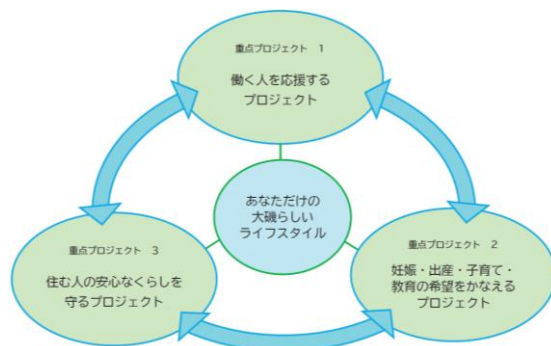 重点プロジェクト　1
働く人を応援する
プロジェクト
あなただけの
大磯らしい
ライフスタイル
重点プロジェクト　3
住む人の安心なくらしを
守るプロジェクト
重点プロジェクト　2
妊娠・出産・子育て・
教育の希望をかなえる
プロジェクト